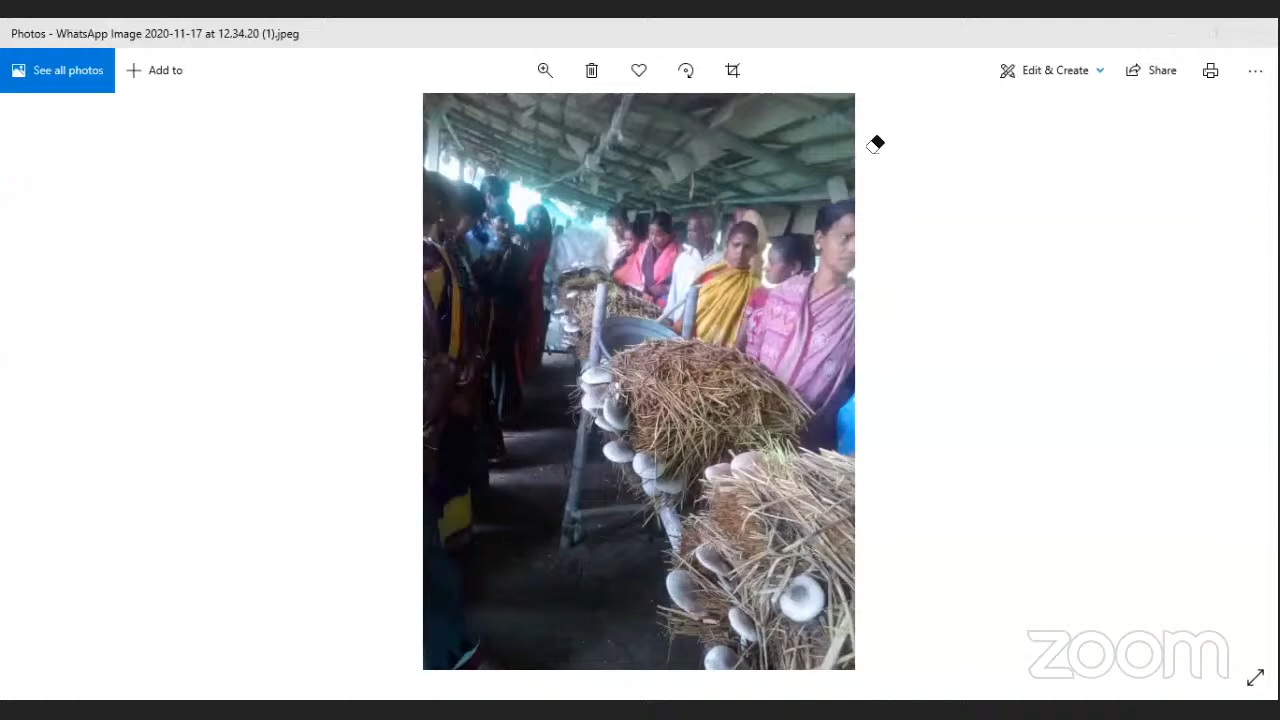 Photos - WhatsApp Image 2020-11-17 at 12.34.20 (1).jpeg
See all photos
Add to
Edit & Create
Share
zoom